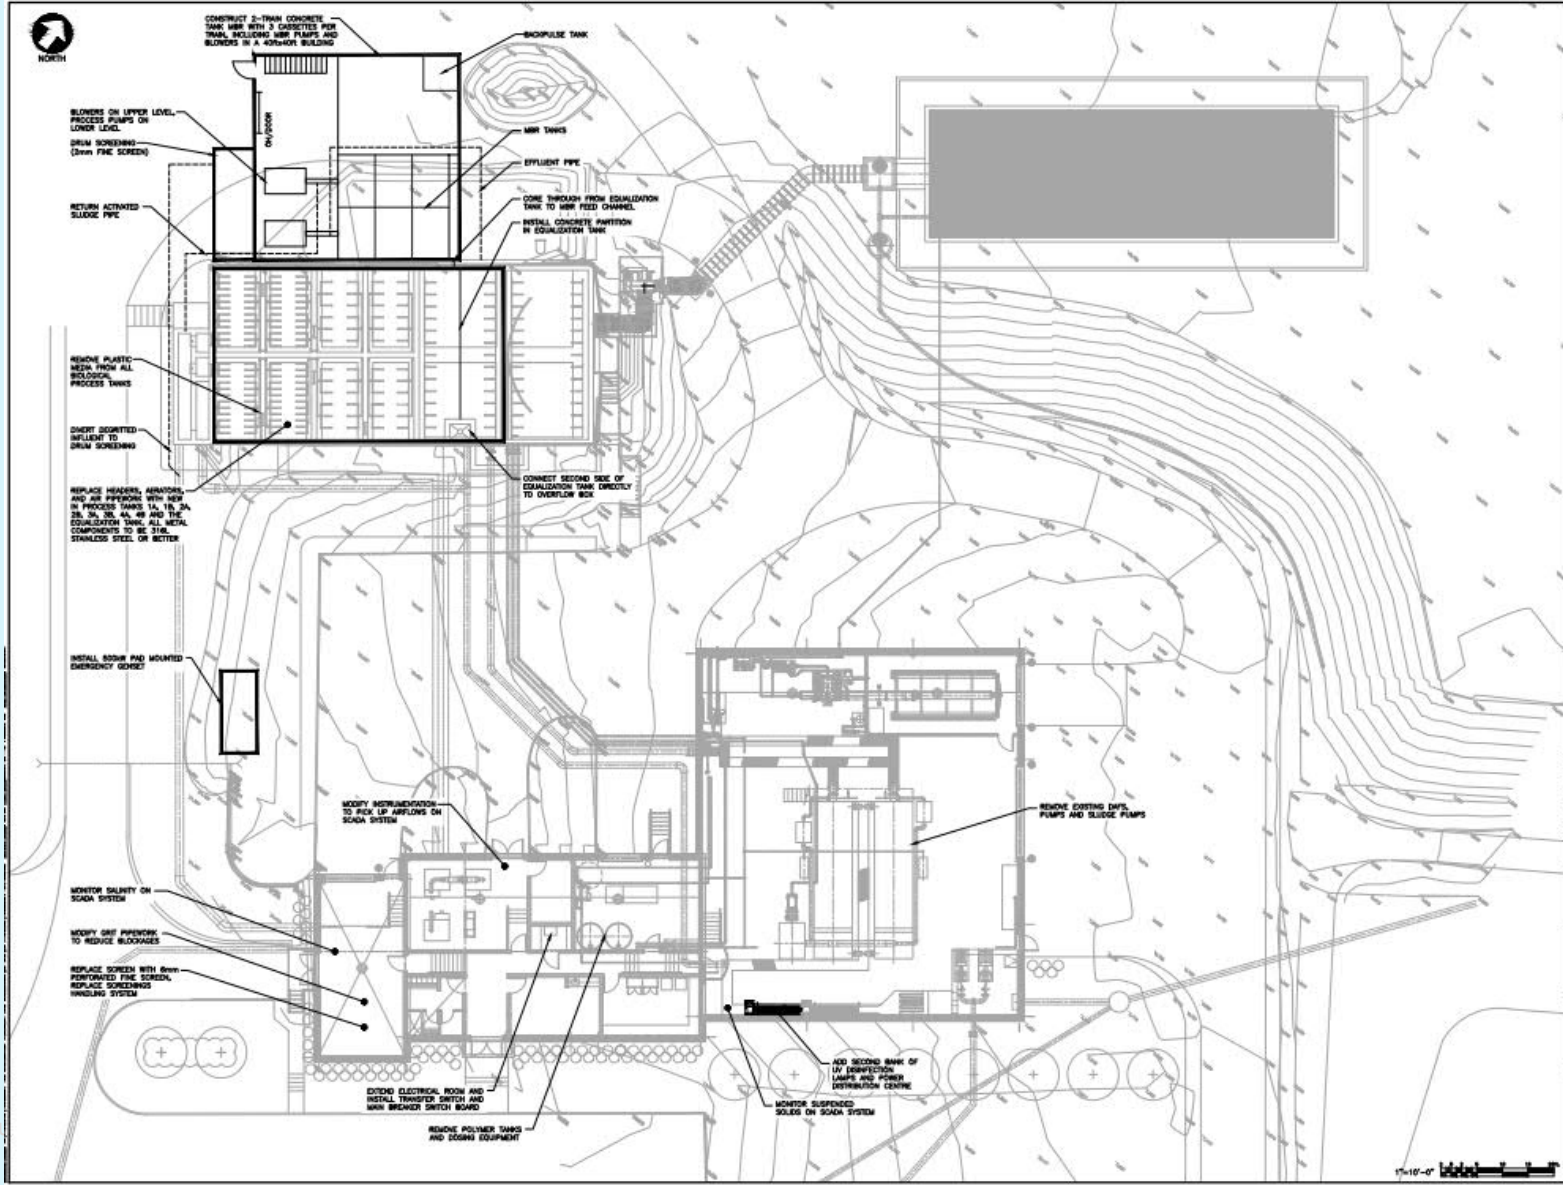 NORTH
CONSTRUCT 2-TRAIN CONCRETE
TANK MBR WITH 3 CASSETTES PER
TRAIN, INCLUDING MBR PUMPS AND
BLOWERS IN A 40ftx40ft BUILDING
BACKPULSE TANK
BLOWERS ON UPPER LEVEL,
PROCESS PUMPS ON
LOWER LEVEL
OH/DOOR
DRUM SCREENING
(2mm FINE SCREEN)
MBR TANKS
EFFLUENT PIPE
RETURN ACTIVATED
SLUDGE PIPE
CORE THROUGH FROM EQUALIZATION
TANK TO MBR FEED CHANNEL
INSTALL CONCRETE PARTITION
IN EQUALIZATION TANK
REMOVE PLASTIC
MEDIA FROM ALL
BIOLOGICAL
PROCESS TANKS
DIVERT DEGRITTED
INFLUENT TO
DRUM SCREENING
CONNECT SECOND SIDE OF
EQUALIZATION TANK DIRECTLY
TO OVERFLOW BOX
REPLACE HEADERS, AERATORS,
AND AIR PIPEWORK WITH NEW
IN PROCESS TANKS 1A, 1B, 2A,
2B, 3A, 3B, 4A, 4B AND THE
EQUALIZATION TANK. ALL METAL
COMPONENTS TO BE 316L
STAINLESS STEEL OR BETTER
INSTALL 500kW PAD MOUNTED
EMERGENCY GENSET
MODIFY INSTRUMENTATION
TO PICK UP AIRFLOWS ON
SCADA SYSTEM
REMOVE EXISTING DAFS,
PUMPS AND SLUDGE PUMPS
MONITOR SALINITY ON
SCADA SYSTEM
MODIFY GRIT PIPEWORK
TO REDUCE BLOCKAGES
REPLACE SCREEN WITH 6mm
PERFORATED FINE SCREEN,
REPLACE SCREENINGS
HANDLING SYSTEM
EXTEND ELECTRICAL ROOM AND
INSTALL TRANSFER SWITCH AND
MAIN BREAKER SWITCH BOARD
REMOVE POLYMER TANKS
AND DOSING EQUIPMENT
ADD SECOND BANK OF
UV DISINFECTION
LAMPS AND POWER
DISTRIBUTION CENTRE
MONITOR SUSPENDED
SOLIDS ON SCADA SYSTEM
1"=10'-0"